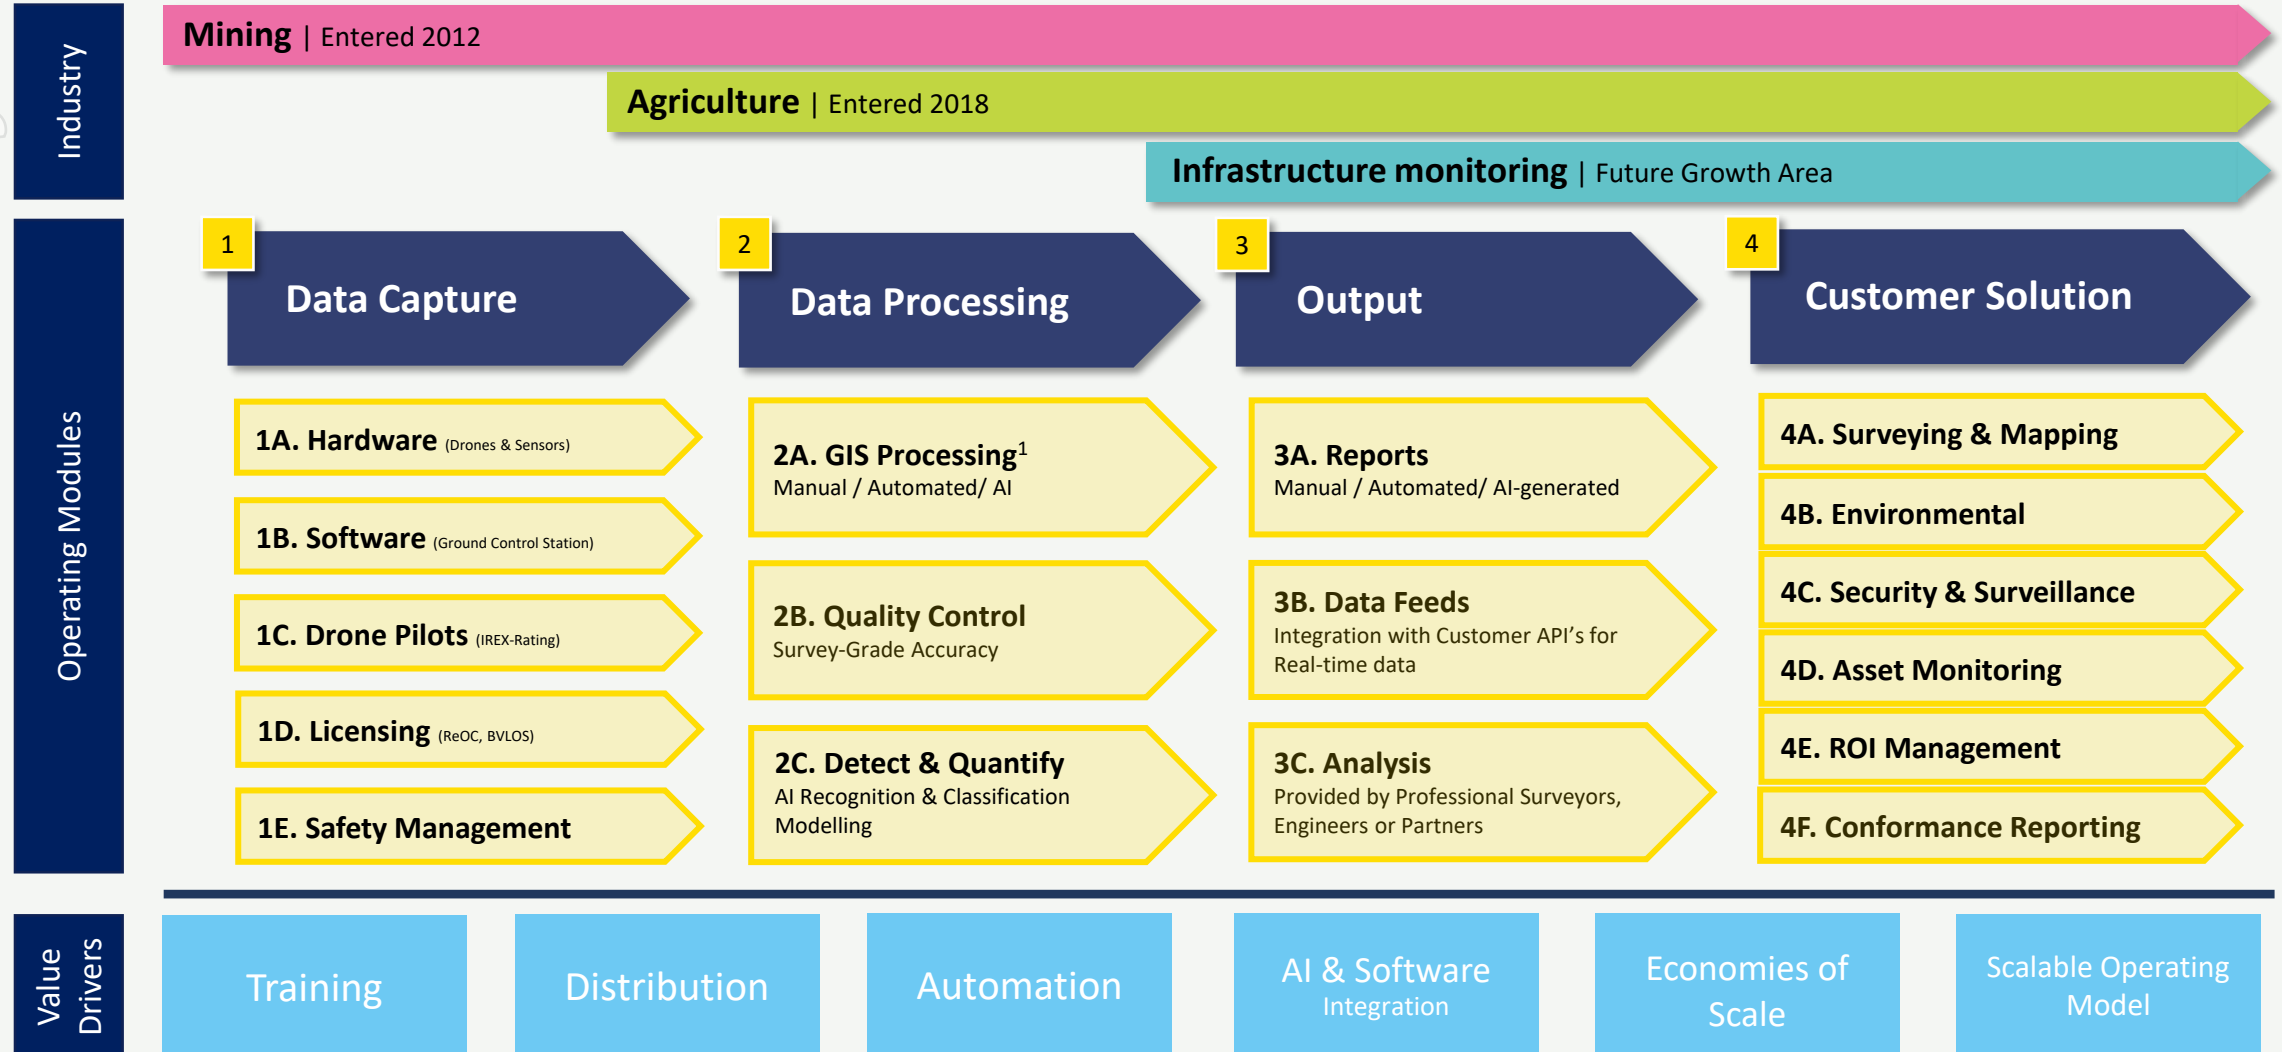 Industry
Mining | Entered 2012
Agriculture | Entered 2018
Infrastructure monitoring | Future Growth Area
Operating Modules
1
Data Capture
1A. Hardware (Drones & Sensors)
1B. Software (Ground Control Station)
1C. Drone Pilots (IREX-Rating)
1D. Licensing (ReOC, BVLOS)
1E. Safety Management
2
Data Processing
2A. GIS Processing¹
Manual / Automated/ AI
2B. Quality Control
Survey-Grade Accuracy
2C. Detect & Quantify
AI Recognition & Classification
Modelling
3
Output
3A. Reports
Manual / Automated/ AI-generated
3B. Data Feeds
Integration with Customer API’s for
Real-time data
3C. Analysis
Provided by Professional Surveyors,
Engineers or Partners
4
Customer Solution
4A. Surveying & Mapping
4B. Environmental
4C. Security & Surveillance
4D. Asset Monitoring
4E. ROI Management
4F. Conformance Reporting
Value
Drivers
Training
Distribution
Automation
AI & Software
Integration
Economies of
Scale
Scalable Operating
Model